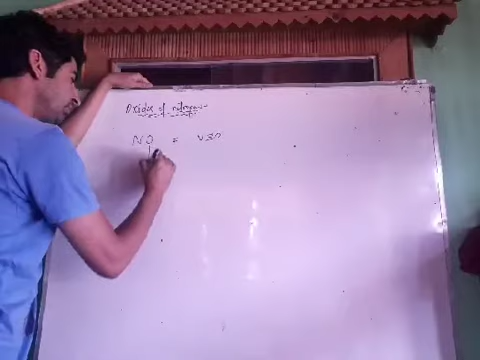 Oxides of nitrogen
NO =